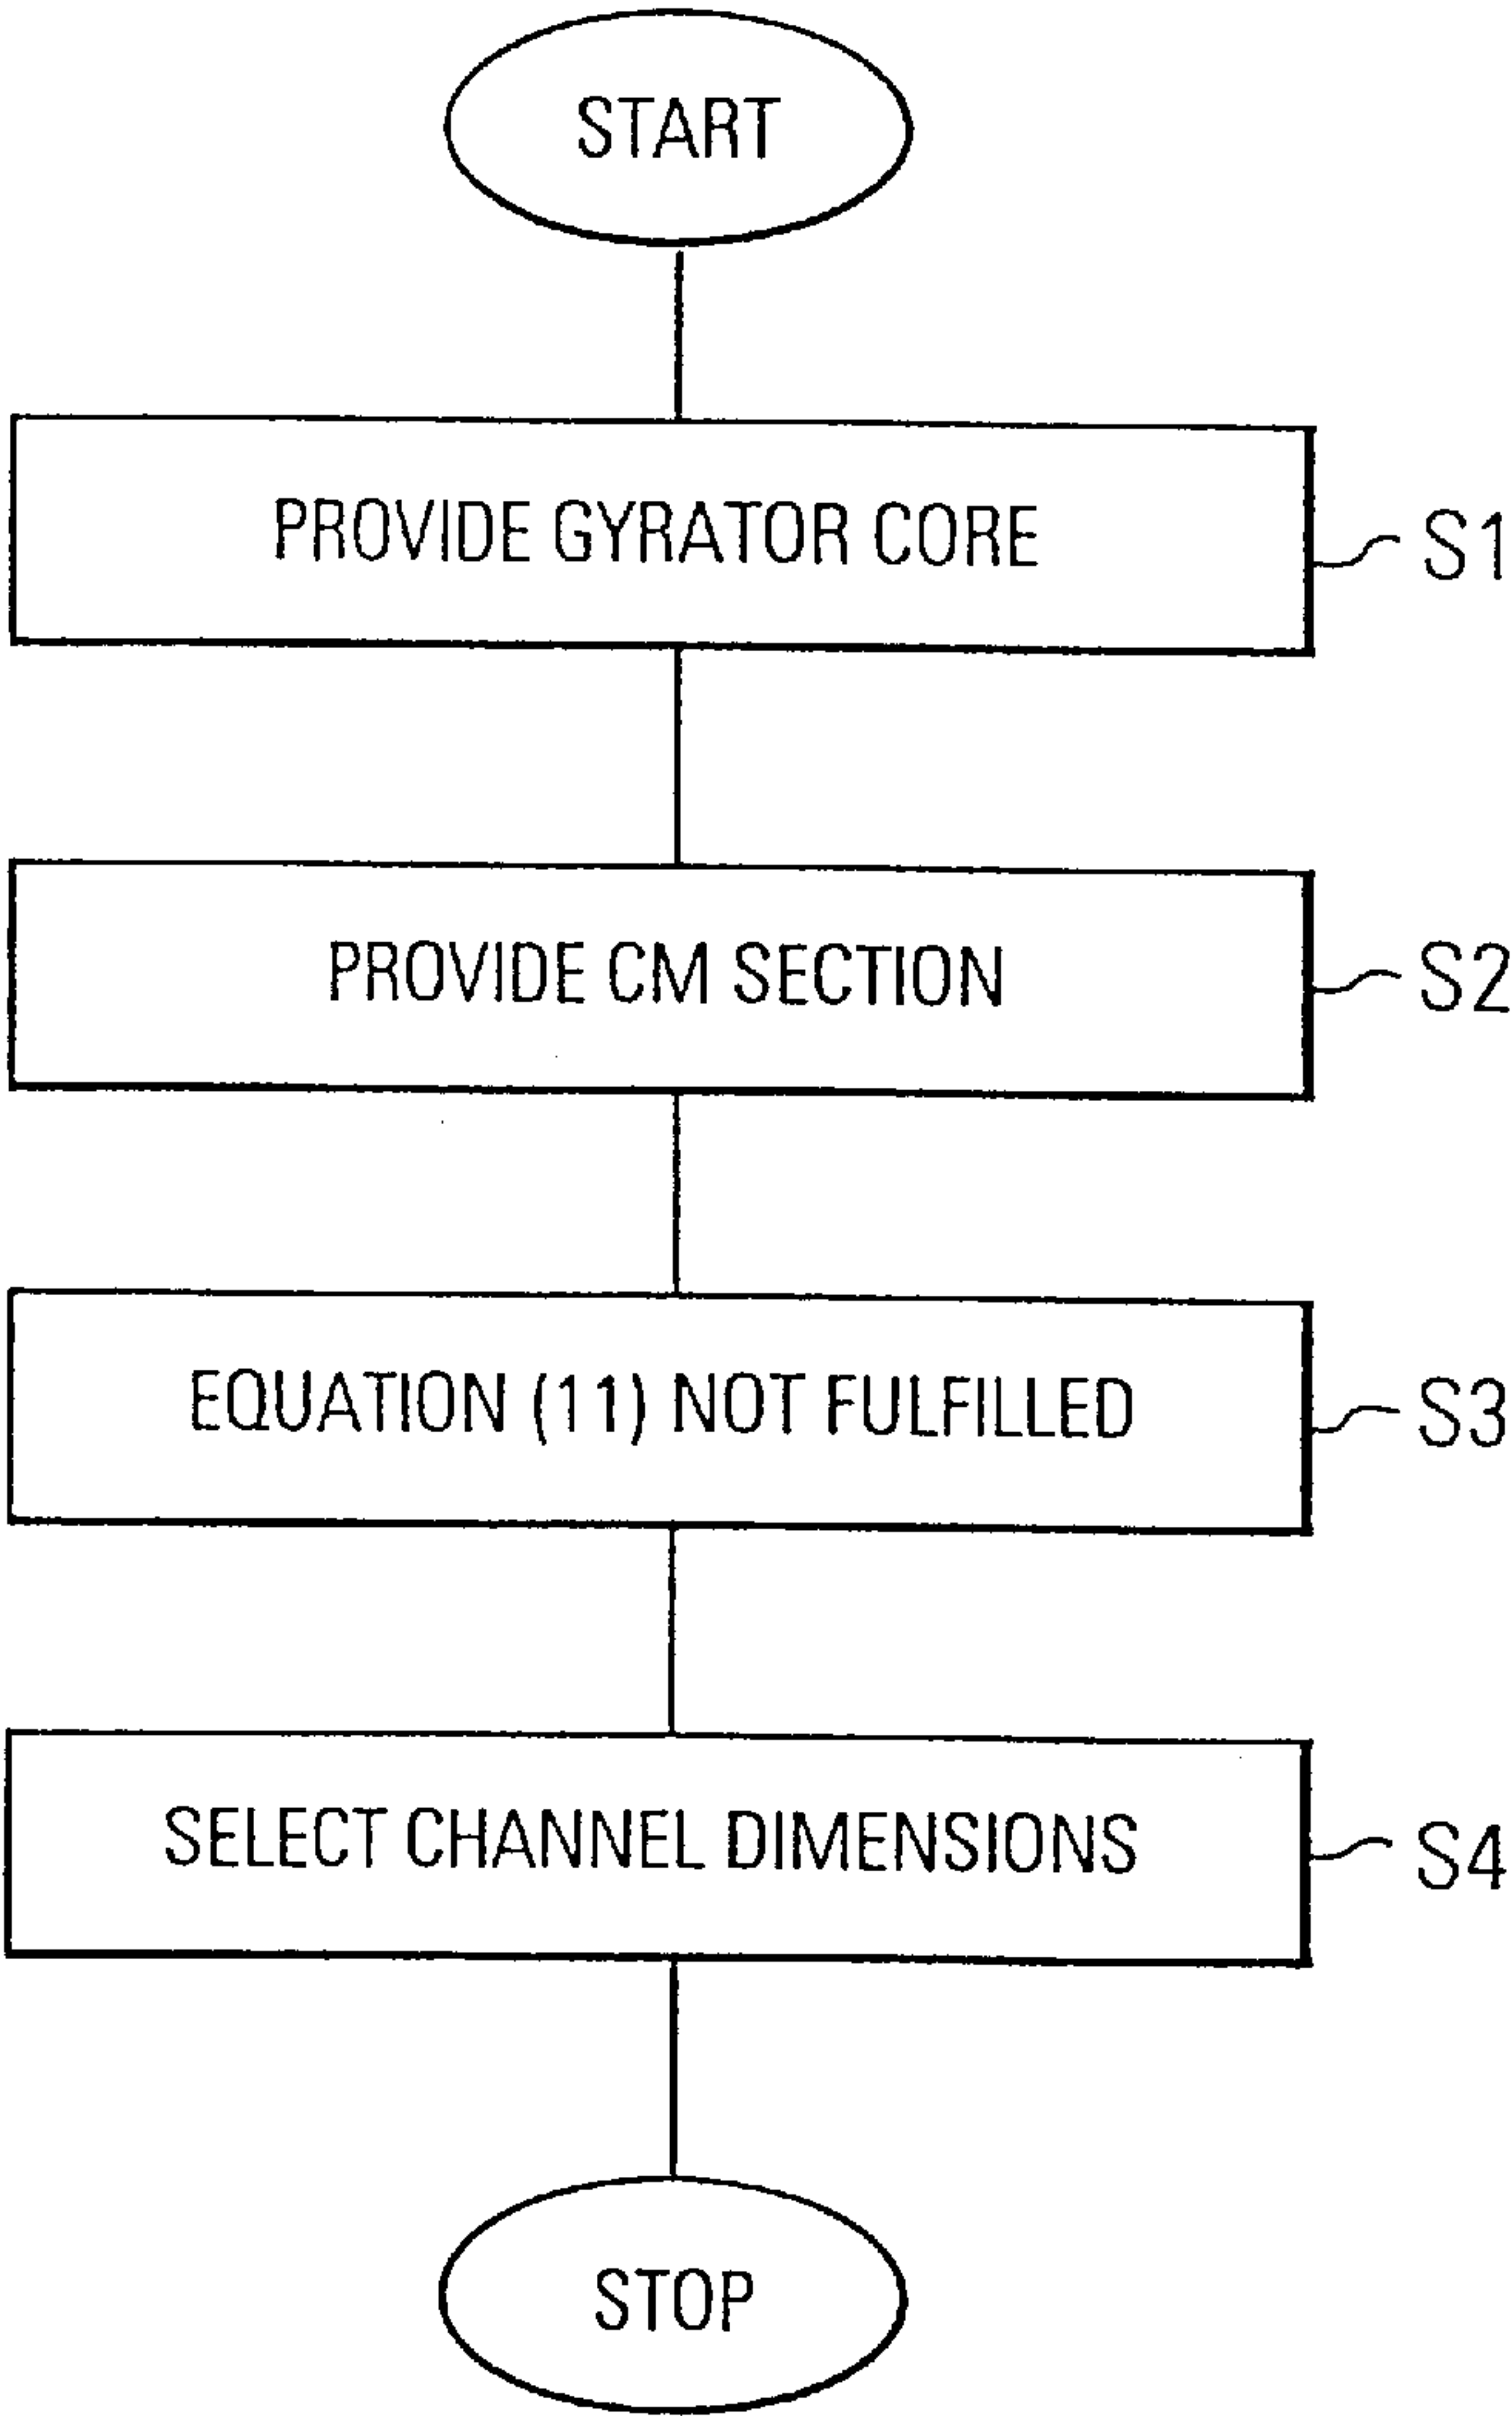 START
PROVIDE GYRATOR CORE
S1
PROVIDE CM SECTION
S2
EQUATION (11) NOT FULFILLED
S3
SELECT CHANNEL DIMENSIONS
S4
STOP